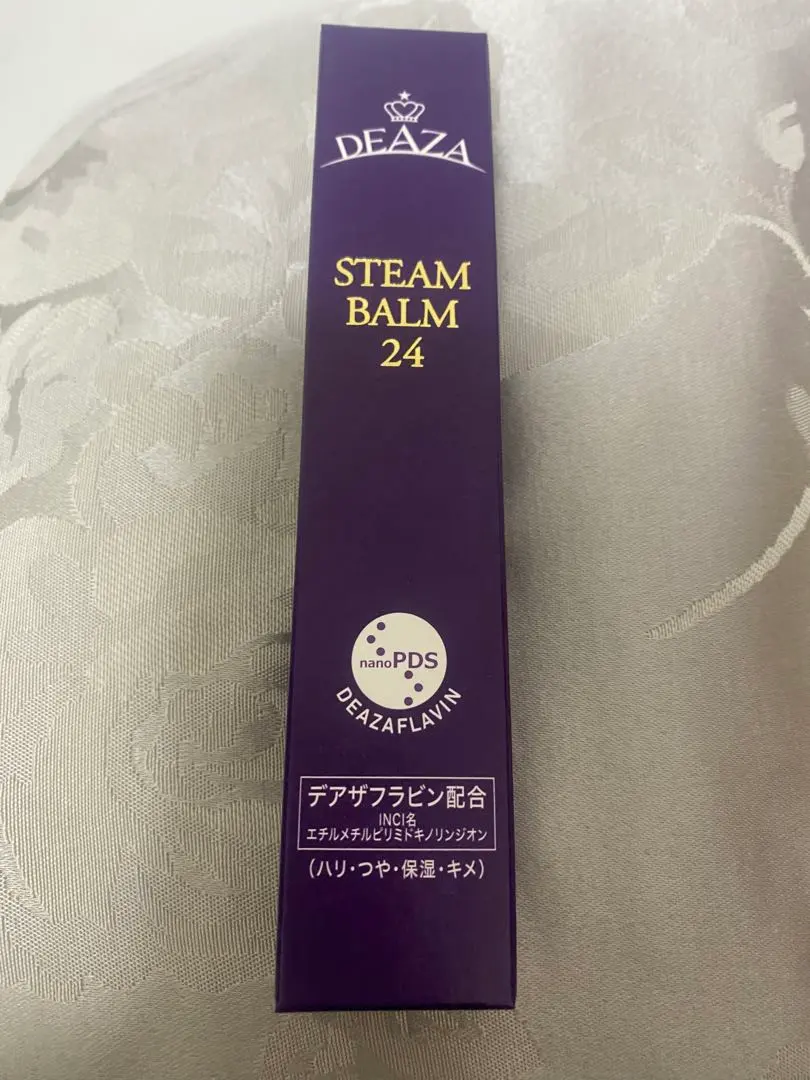 DEAZA
STEAM
BALM
24
nanoPDS
DEAZAFLAVIN
デアザフラビン配合
INCI名
エチルメチルピリミドキノリンジオン
(ハリ・つや・保湿・キメ)